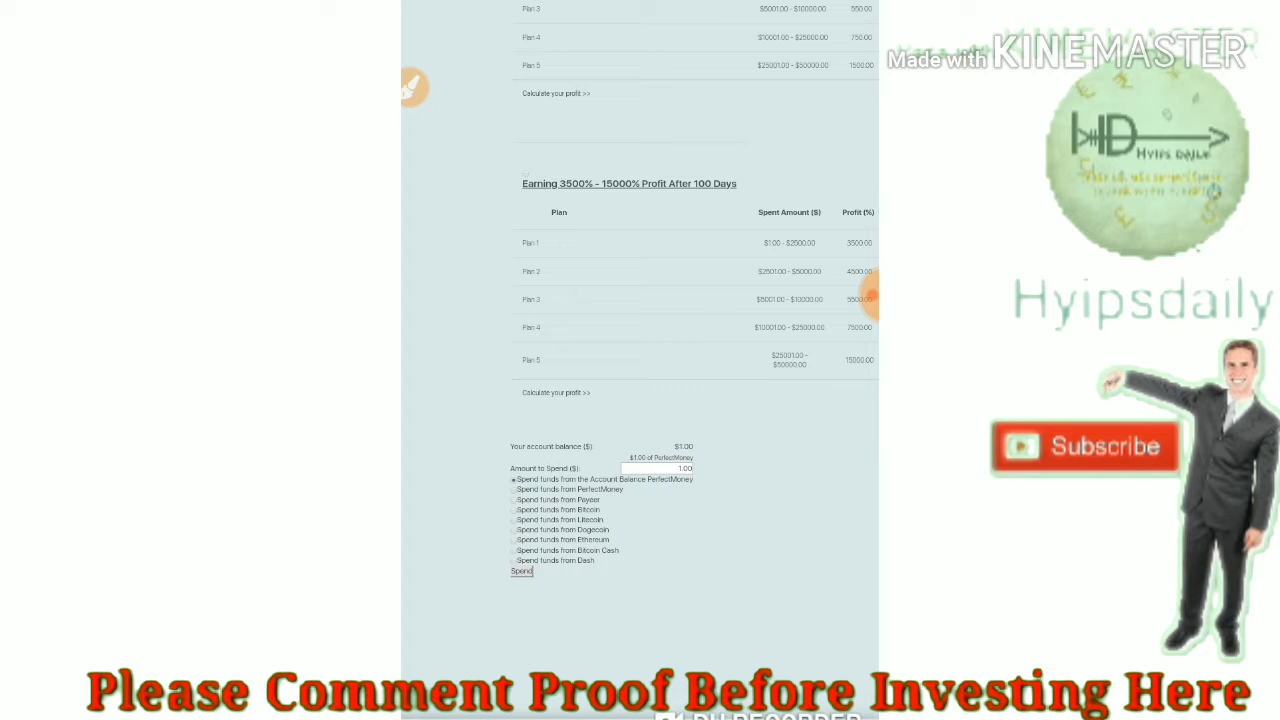 Plan 3 $5001.00 - $10000.00 550.00
Plan 4 $10001.00 - $25000.00 750.00
Plan 5 $25001.00 - $50000.00 1500.00
Calculate your profit >>
Earning 3500% - 15000% Profit After 100 Days
Plan Spent Amount ($) Profit (%)
Plan 1 $1.00 - $2500.00 3500.00
Plan 2 $2501.00 - $5000.00 4500.00
Plan 3 $5001.00 - $10000.00 5500.00
Plan 4 $10001.00 - $25000.00 7500.00
Plan 5 $25001.00 - $50000.00 15000.00
Calculate your profit >>
Your account balance ($): $1.00
$1.00 of PerfectMoney
Amount to Spend ($): 1.00
Spend funds from the Account Balance PerfectMoney
Spend funds from PerfectMoney
Spend funds from Payeer
Spend funds from Bitcoin
Spend funds from Litecoin
Spend funds from Dogecoin
Spend funds from Ethereum
Spend funds from Bitcoin Cash
Spend funds from Dash
Spend
Made with KINEMASTER
HD
Hyips Daily
Hyipsdaily
Subscribe
Please Comment Proof Before Investing Here